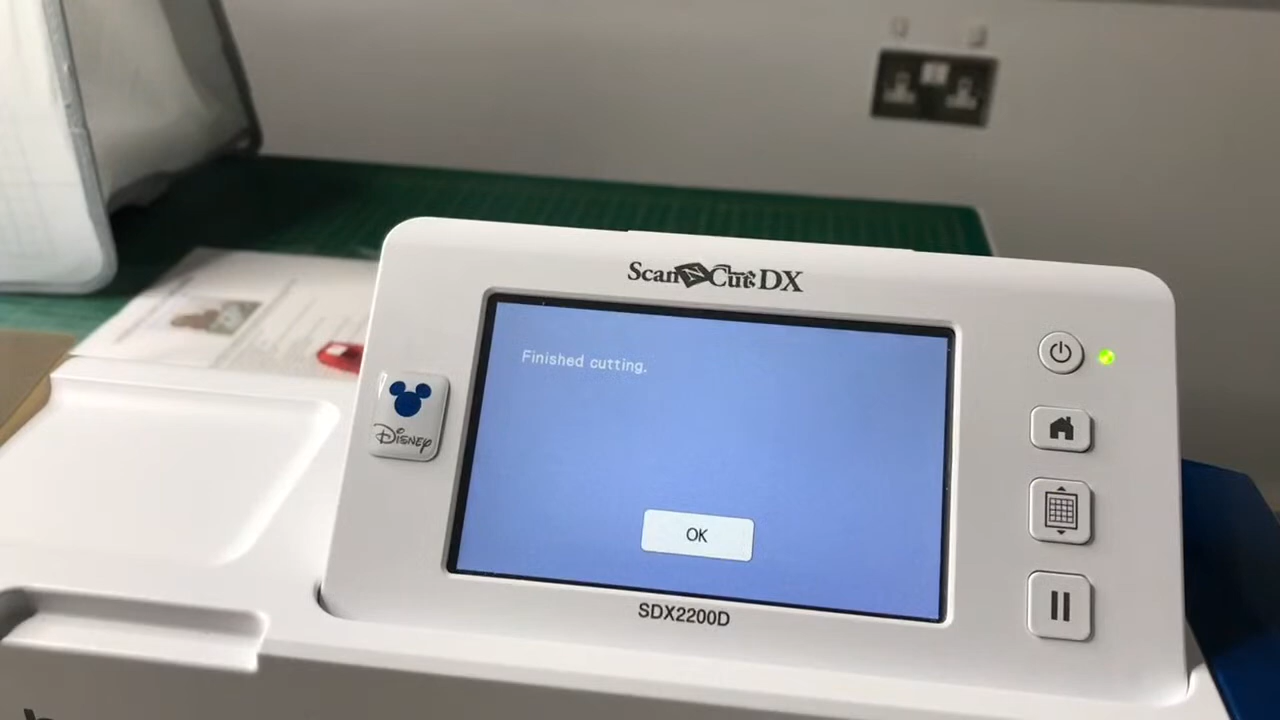 ScanNCut DX
Finished cutting.
DISNEY
OK
SDX2200D